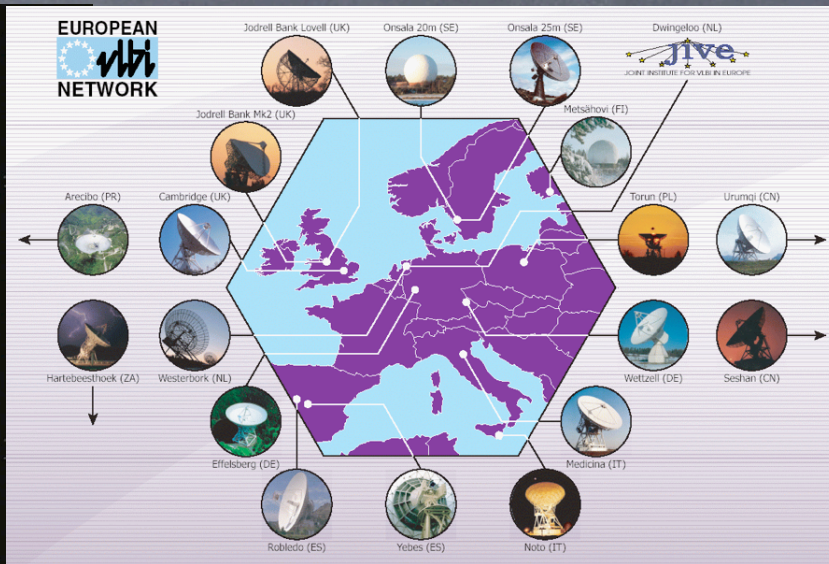 EUROPEAN
vlbi
NETWORK
Jodrell Bank Lovell (UK)
Onsala 20m (SE)
Onsala 25m (SE)
Dwingeloo (NL)
JIVE
JOINT INSTITUTE FOR VLBI IN EUROPE
Jodrell Bank Mk2 (UK)
Metsähovi (FI)
Arecibo (PR)
Cambridge (UK)
Torun (PL)
Urumqi (CN)
Hartebeesthoek (ZA)
Westerbork (NL)
Wettzell (DE)
Seshan (CN)
Effelsberg (DE)
Medicina (IT)
Robledo (ES)
Yebes (ES)
Noto (IT)